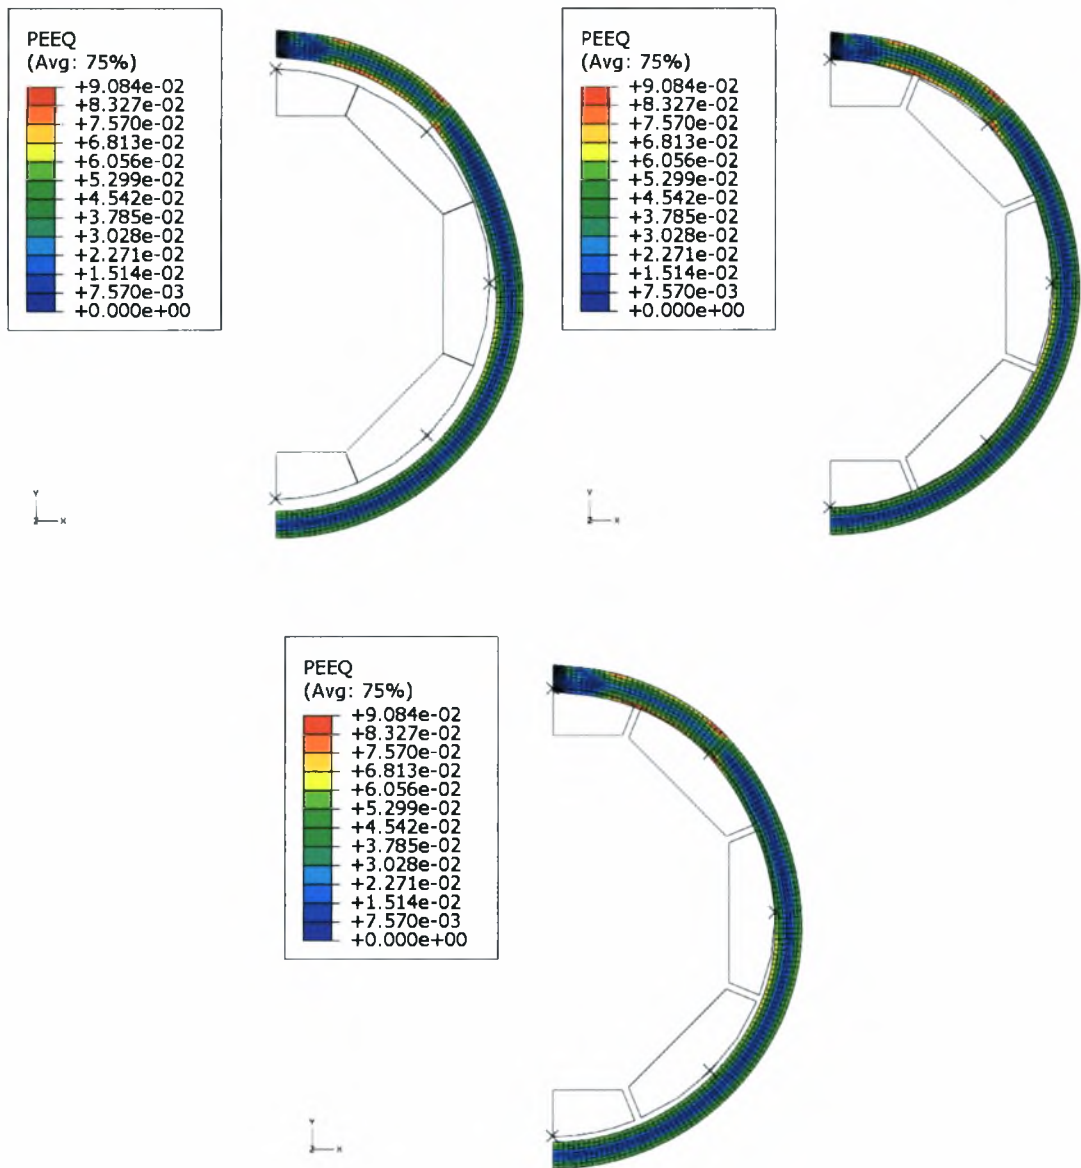 PEEQ
(Avg: 75%)
+9.084e-02
+8.327e-02
+7.570e-02
+6.813e-02
+6.056e-02
+5.299e-02
+4.542e-02
+3.785e-02
+3.028e-02
+2.271e-02
+1.514e-02
+7.570e-03
+0.000e+00
Y
Z
X
PEEQ
(Avg: 75%)
+9.084e-02
+8.327e-02
+7.570e-02
+6.813e-02
+6.056e-02
+5.299e-02
+4.542e-02
+3.785e-02
+3.028e-02
+2.271e-02
+1.514e-02
+7.570e-03
+0.000e+00
Y
Z
X
PEEQ
(Avg: 75%)
+9.084e-02
+8.327e-02
+7.570e-02
+6.813e-02
+6.056e-02
+5.299e-02
+4.542e-02
+3.785e-02
+3.028e-02
+2.271e-02
+1.514e-02
+7.570e-03
+0.000e+00
Y
Z
X